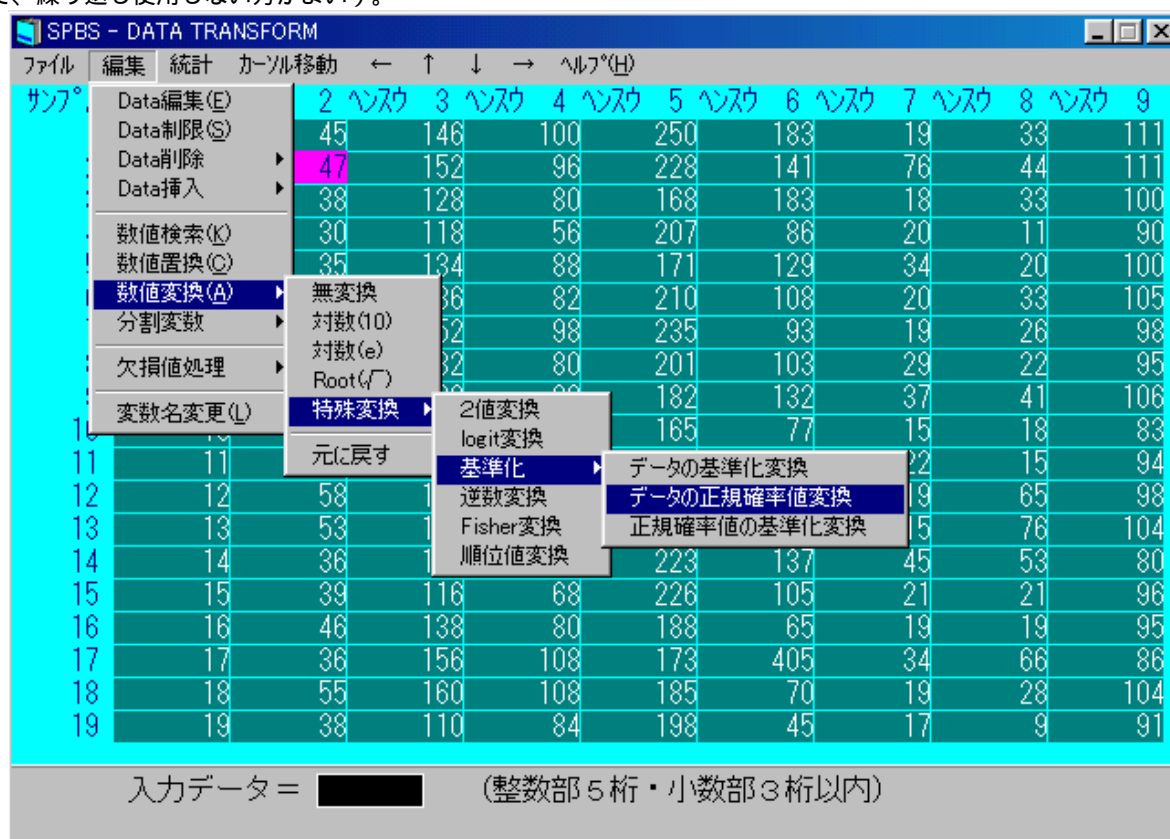 繰り返し使用しない方がよい）。
SPBS - DATA TRANSFORM
ファイル 編集 統計 カーソル移動 ← ↑ ↓ → ヘルプ(H)
サンプ 2 ヘンスウ 3 ヘンスウ 4 ヘンスウ 5 ヘンスウ 6 ヘンスウ 7 ヘンスウ 8 ヘンスウ 9
Data編集(E)
Data制限(S)
Data削除
Data挿入
数値検索(K)
数値置換(C)
数値変換(A)
分割変数
欠損値処理
変数名変更(L)
無変換
対数(10)
対数(e)
Root(√)
特殊変換
元に戻す
2値変換
logit変換
基準化
逆数変換
Fisher変換
順位値変換
データの基準化変換
データの正規確率値変換
正規確率値の基準化変換
45 146 100 250 183 19 33 111
47 152 96 228 141 76 44 111
38 128 80 168 183 18 33 100
30 118 56 207 86 20 11 90
35 134 88 171 129 34 20 100
82 210 108 20 33 105
98 235 93 19 26 98
80 201 103 29 22 95
182 132 37 41 106
165 77 15 18 83
11 11 22 15 94
12 12 58 65 98
13 13 53 76 104
14 14 36 223 137 45 53 80
15 15 39 116 68 226 105 21 21 96
16 16 46 138 80 188 65 19 19 95
17 17 36 156 108 173 405 34 66 86
18 18 55 160 108 185 70 19 28 104
19 19 38 110 84 198 45 17 9 91
入力データ＝ （整数部５桁・小数部３桁以内）